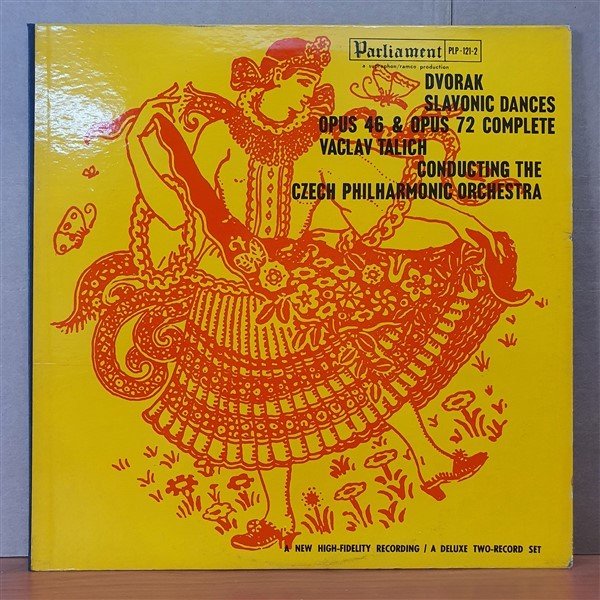 Parliament PLP-121-2
a supraphon/ramco production
DVORAK
SLAVONIC DANCES
OPUS 46 & OPUS 72 COMPLETE
VACLAV TALICH
CONDUCTING THE
CZECH PHILHARMONIC ORCHESTRA
A NEW HIGH-FIDELITY RECORDING / A DELUXE TWO-RECORD SET